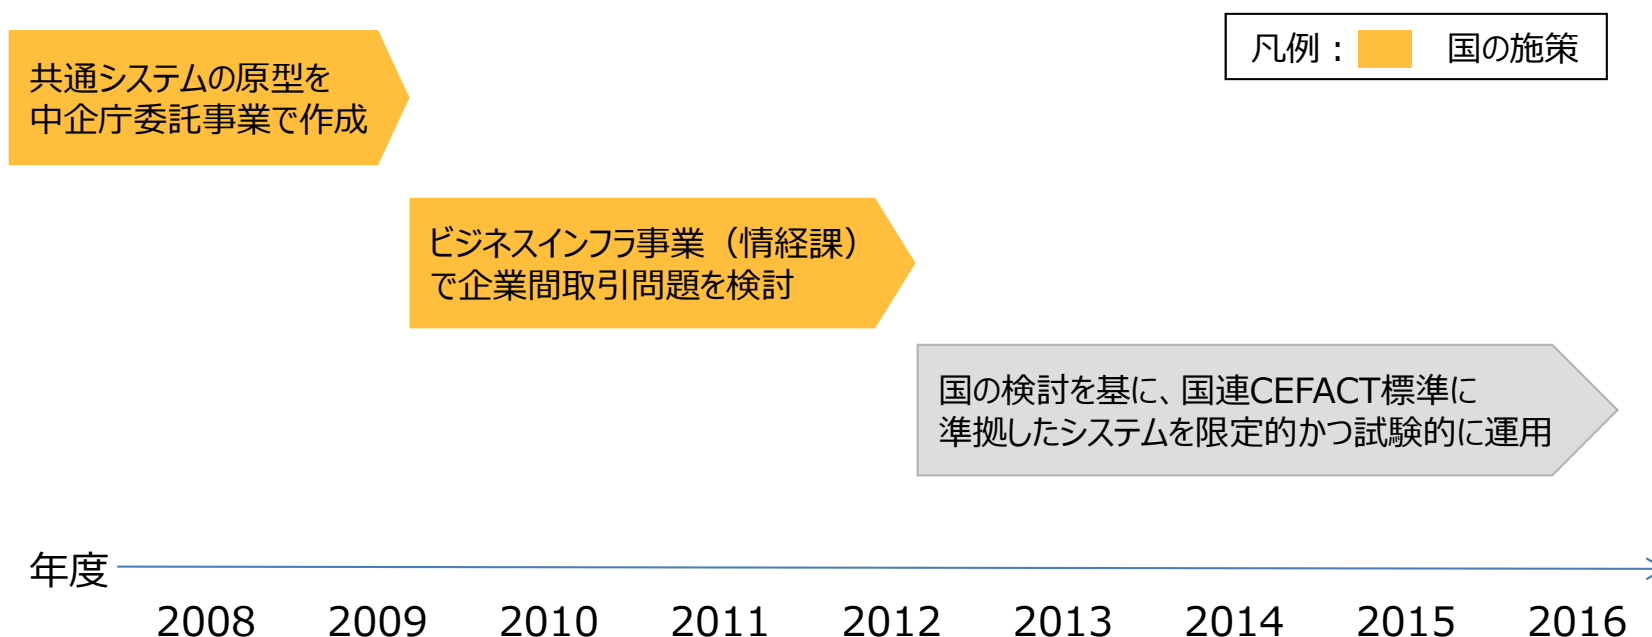 凡例： 国の施策
共通システムの原型を
中企庁委託事業で作成
ビジネスインフラ事業（情経課）
で企業間取引問題を検討
国の検討を基に、国連CEFACT標準に
準拠したシステムを限定的かつ試験的に運用
年度
2008 2009 2010 2011 2012 2013 2014 2015 2016